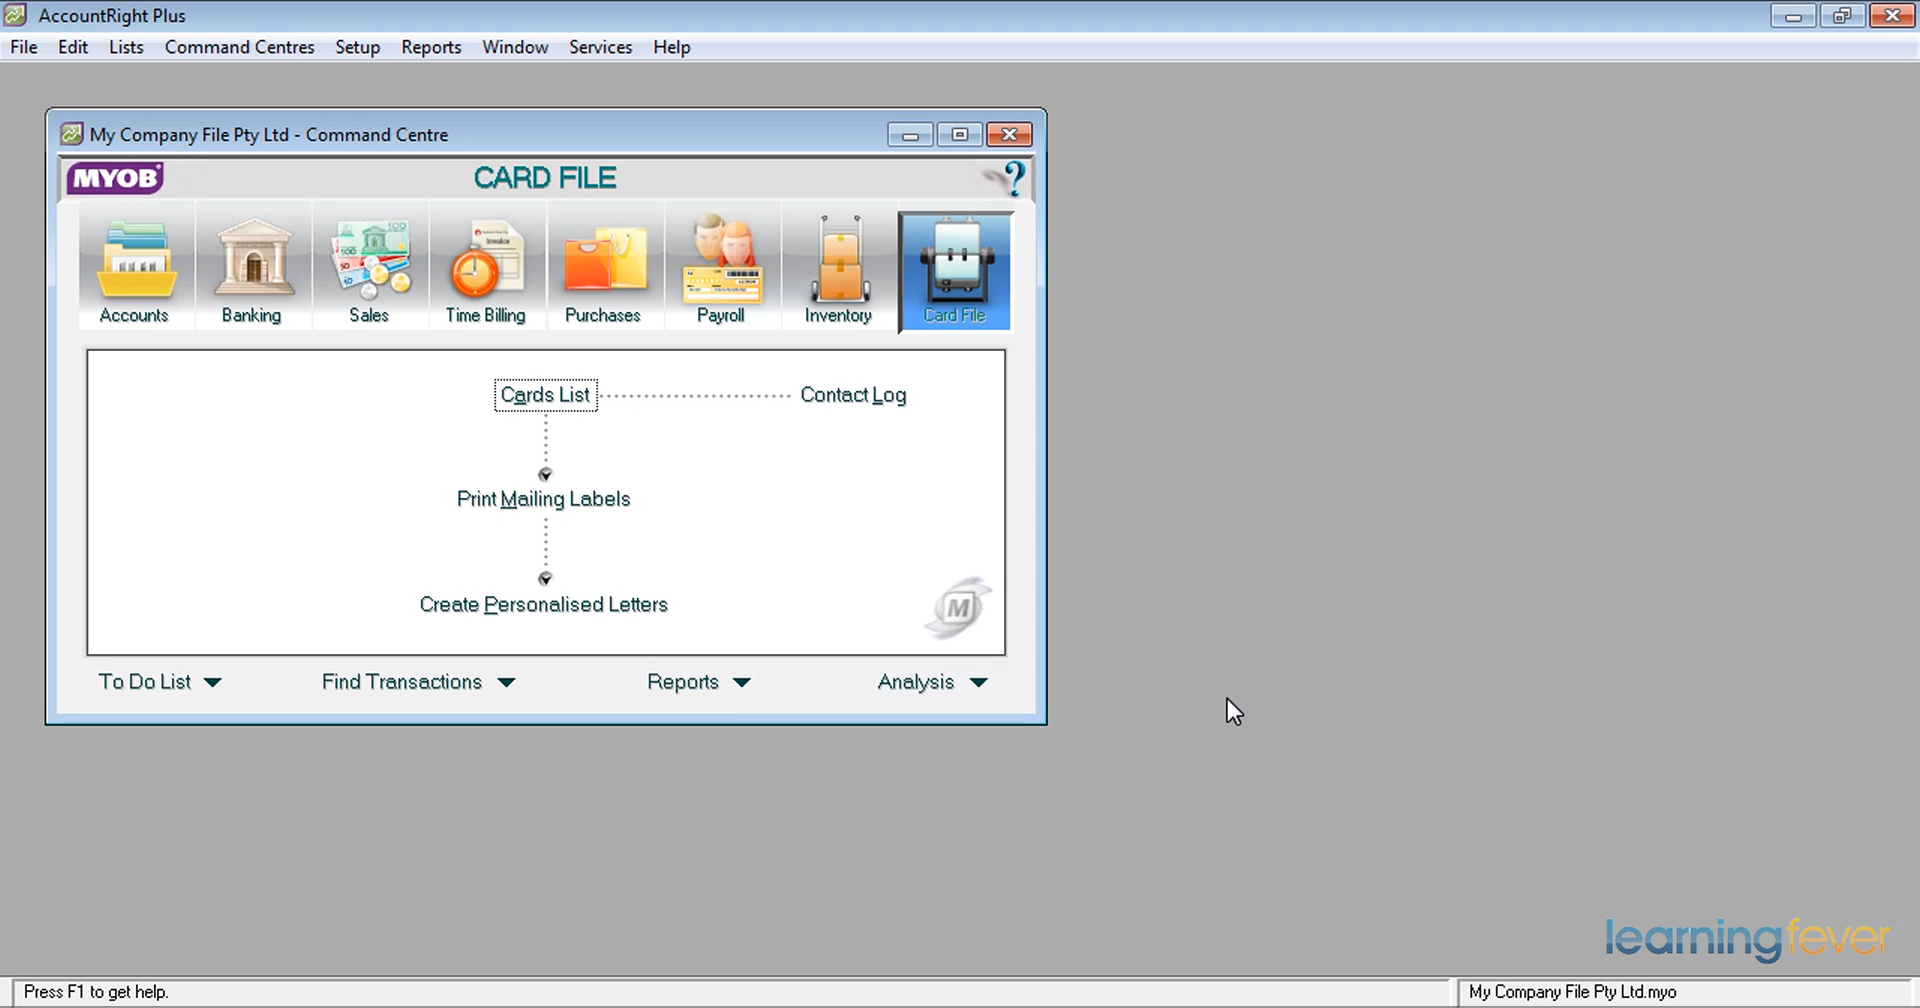 AccountRight Plus
File Edit Lists Command Centres Setup Reports Window Services Help
My Company File Pty Ltd - Command Centre
MYOB CARD FILE ?
Accounts Banking Sales Time Billing Purchases Payroll Inventory Card File
Cards List Contact Log
Print Mailing Labels
Create Personalised Letters
M
To Do List Find Transactions Reports Analysis
learningfever
Press F1 to get help. My Company File Pty Ltd.myo